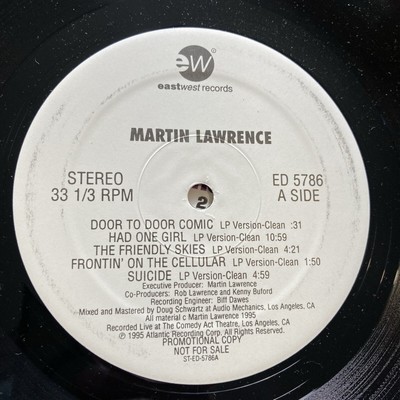 ew
eastwest records
MARTIN LAWRENCE
STEREO ED 5786
33 1/3 RPM A SIDE
2
DOOR TO DOOR COMIC LP Version-Clean :31
HAD ONE GIRL LP Version-Clean 10:59
THE FRIENDLY SKIES LP Version-Clean 4:21
FRONTIN' ON THE CELLULAR LP Version-Clean 1:50
SUICIDE LP Version-Clean 4:59
Executive Producer: Martin Lawrence
Co-Producers: Rob Lawrence and Kenny Buford
Recording Engineer: Biff Dawes
Mixed and Mastered by Doug Schwartz at Audio Mechanics, Los Angeles, CA
All material c Martin Lawrence 1995
Recorded Live at The Comedy Act Theatre, Los Angeles, CA
℗ 1995 Atlantic Recording Corp. All Rights Reserved.
PROMOTIONAL COPY
NOT FOR SALE
ST-ED-5786A